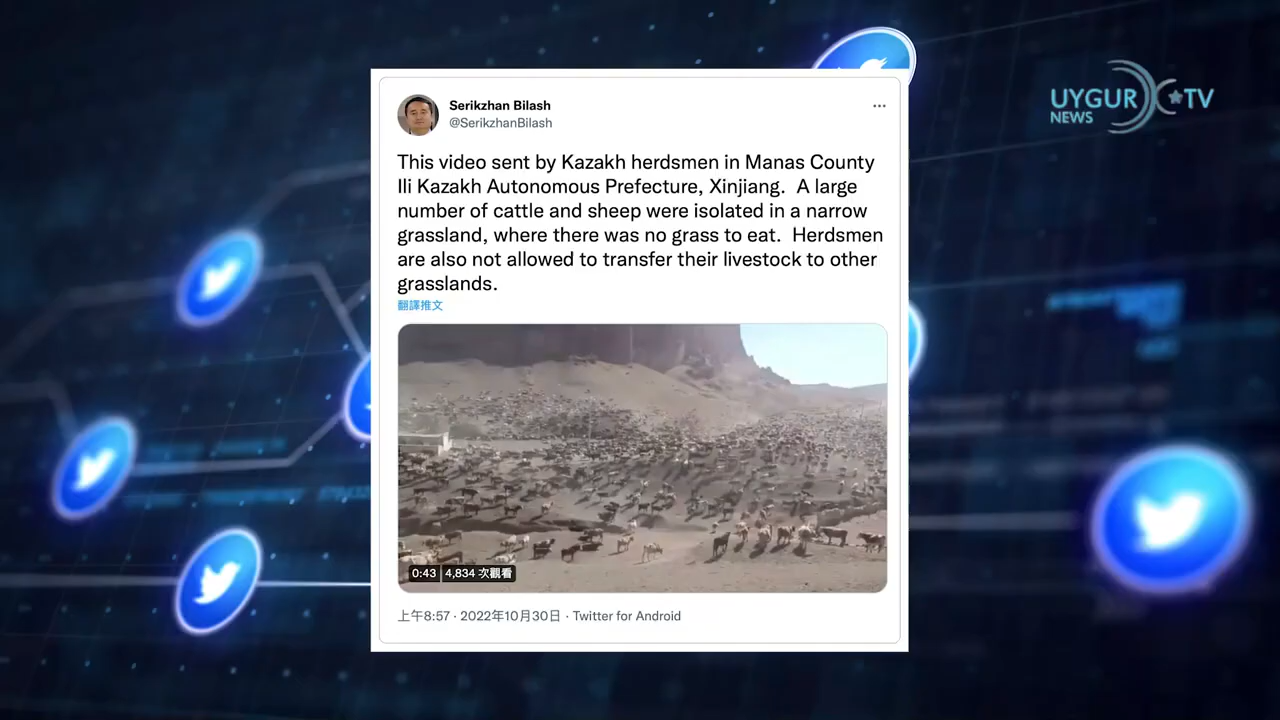 UYGUR TV
NEWS
Serikzhan Bilash
@SerikzhanBilash
This video sent by Kazakh herdsmen in Manas County
Ili Kazakh Autonomous Prefecture, Xinjiang. A large
number of cattle and sheep were isolated in a narrow
grassland, where there was no grass to eat. Herdsmen
are also not allowed to transfer their livestock to other
grasslands.
翻譯推文
0:43 4,834 次觀看
上午8:57 · 2022年10月30日 · Twitter for Android